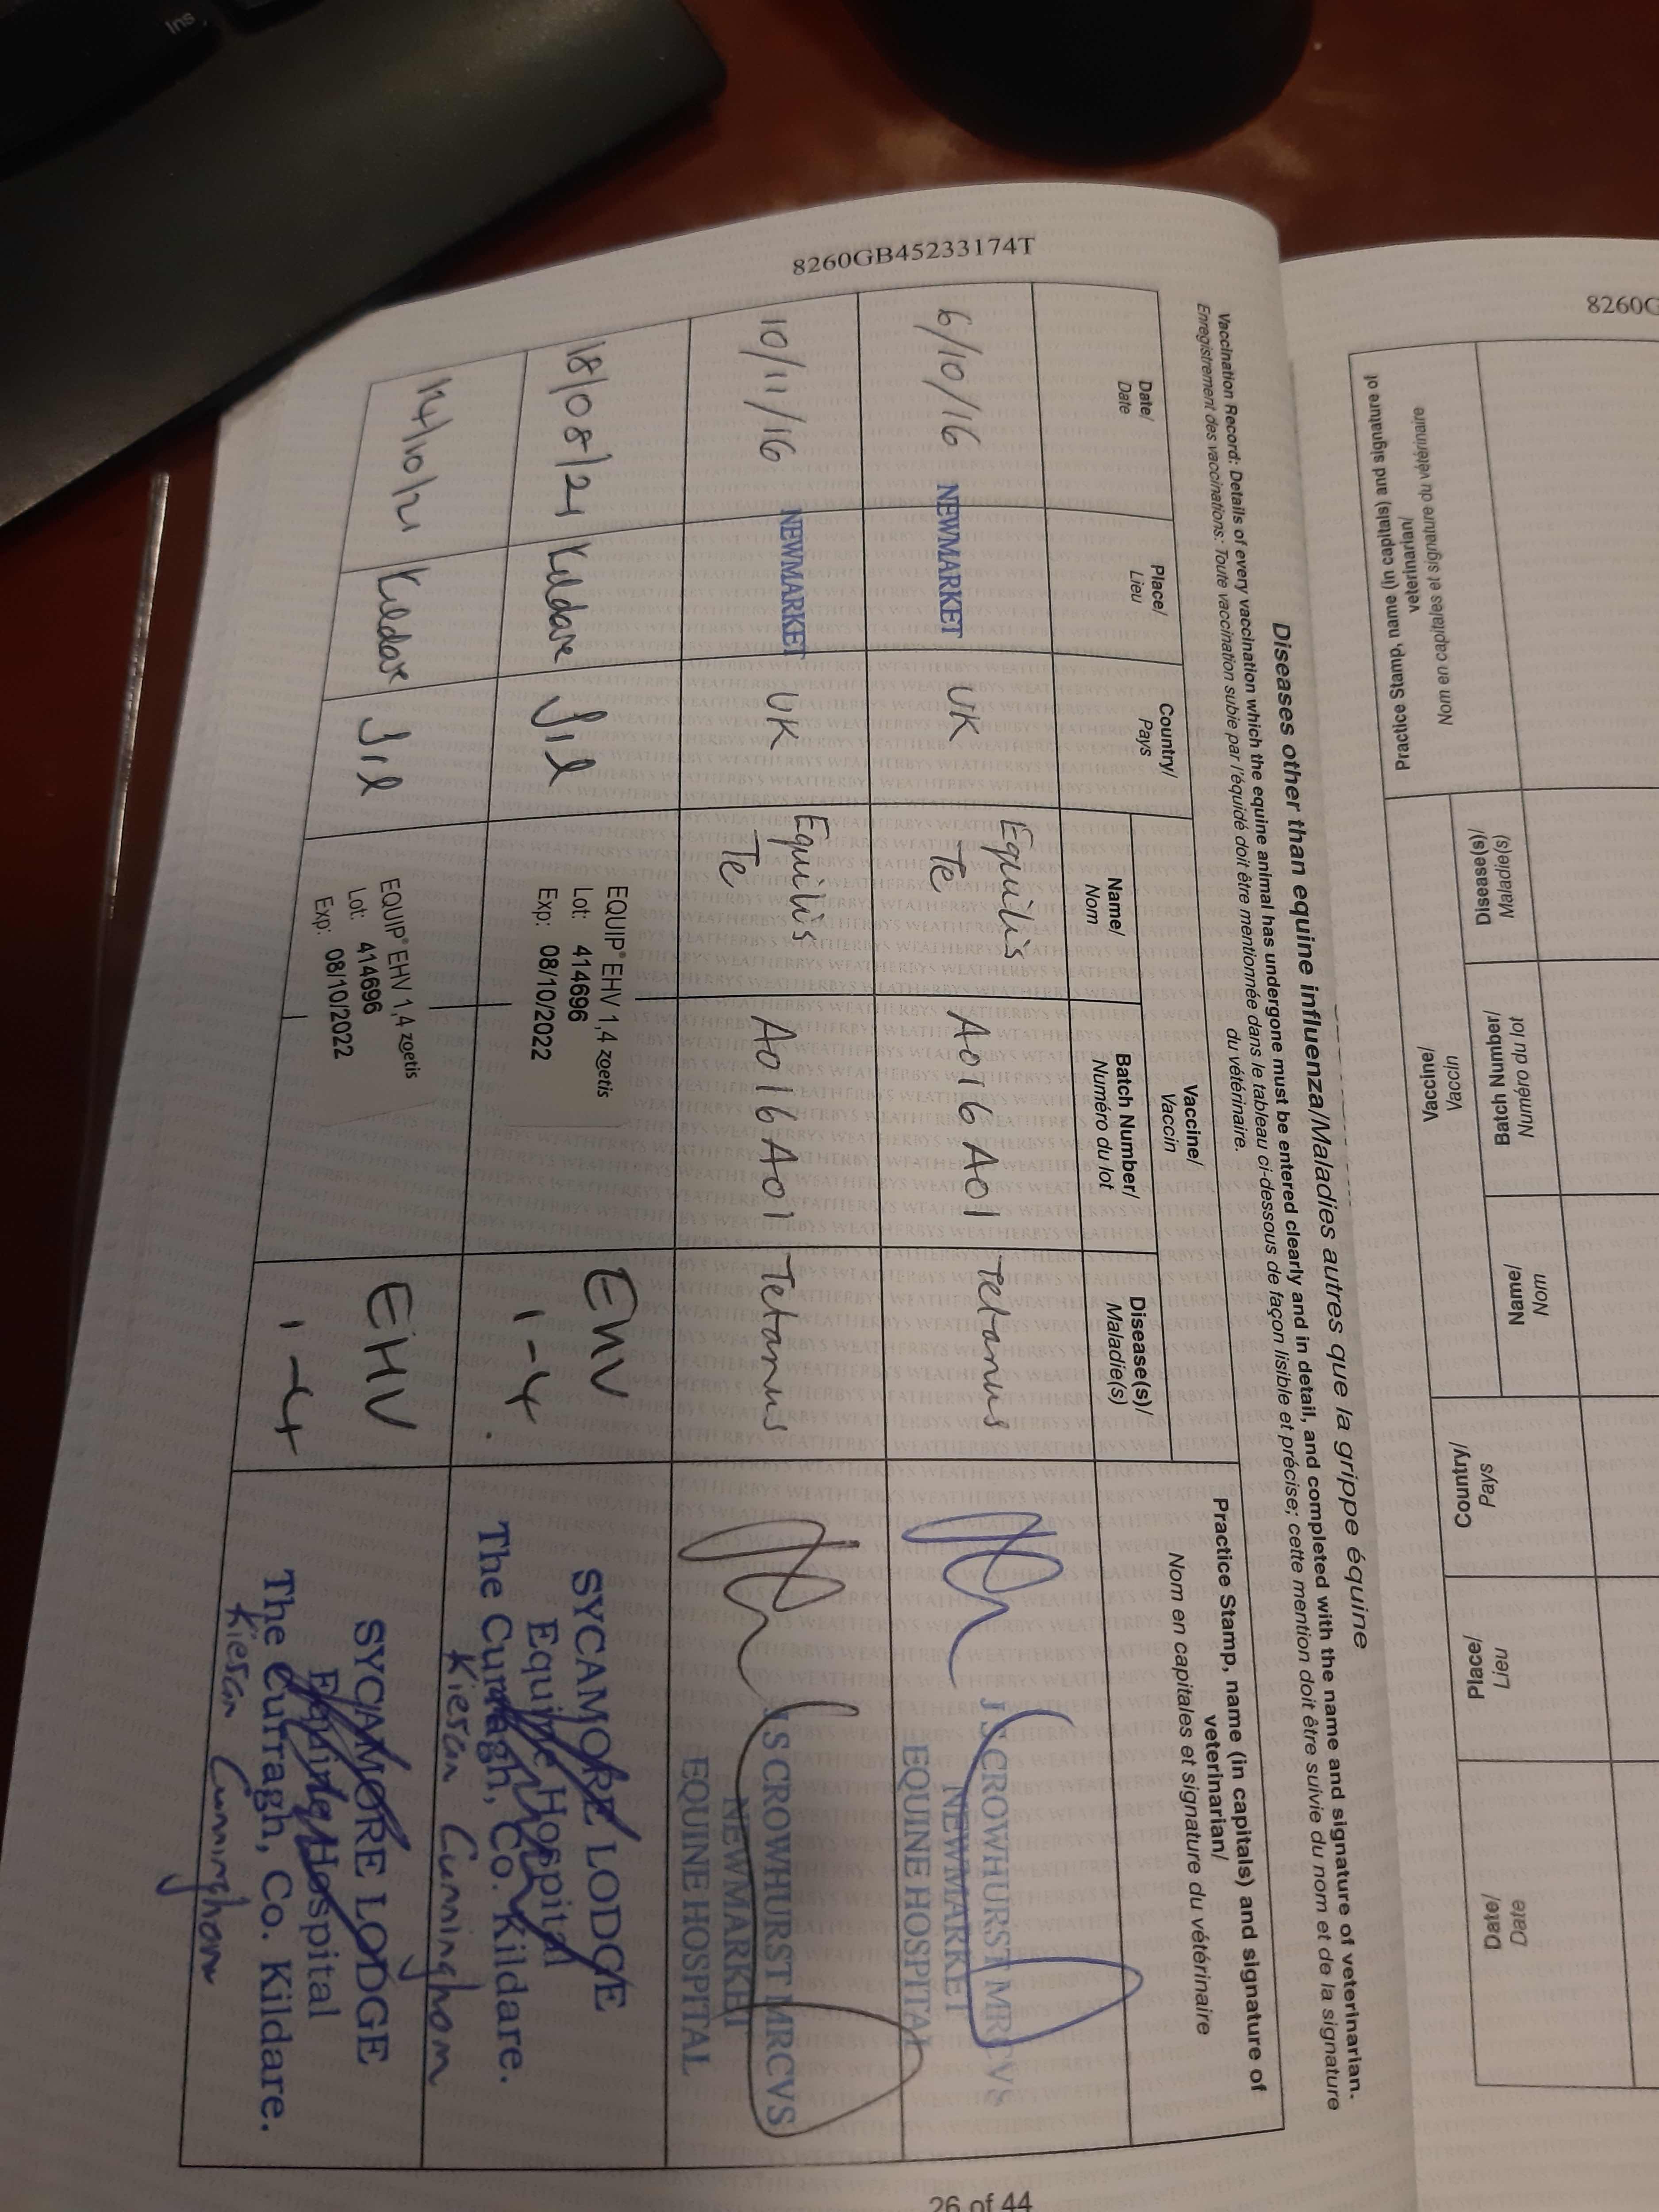 Ins
8260GB45233174T
8260G
Practice Stamp, name (in capitals) and signature of
veterinarian/
Nom en capitales et signature du vétérinaire
Vaccine/
Vaccin
Disease(s)/
Maladie(s)
Batch Number/
Numéro du lot
Name/
Nom
Country/
Pays
Place/
Lieu
Date/
Date
Diseases other than equine influenza/Maladies autres que la grippe équine
Vaccination Record: Details of every vaccination which the equine animal has undergone must be entered clearly and in detail, and completed with the name and signature of veterinarian.
Enregistrement des vaccinations: Toute vaccination subie par l'équidé doit être mentionnée dans le tableau ci-dessous de façon lisible et précise; cette mention doit être suivie du nom et de la signature
du vétérinaire.
Date/
Date
Place/
Lieu
Country/
Pays
Vaccine/
Vaccin
Name/
Nom
Batch Number/
Numéro du lot
Disease(s)/
Maladie(s)
Practice Stamp, name (in capitals) and signature of
veterinarian/
Nom en capitales et signature du vétérinaire
6/10/16
NEWMARKET
UK
Equilis
Te
A016A01
Tetanus
J S CROWHURST MRCVS
NEWMARKET
EQUINE HOSPITAL
10/11/16
NEWMARKET
UK
Equilis
Te
A016A01
Tetanus
J S CROWHURST MRCVS
NEWMARKET
EQUINE HOSPITAL
18/08/21
Kildare
Irl
EQUIP® EHV 1,4 zoetis
Lot: 414696
Exp: 08/10/2022
EHV
1-4.
SYCAMORE LODGE
Equine Hospital
The Curragh, Co. Kildare.
Kieran Cunningham
14/10/21
Kildare
Irl
EQUIP® EHV 1,4 zoetis
Lot: 414696
Exp: 08/10/2022
EHV
1-4
SYCAMORE LODGE
Equine Hospital
The Curragh, Co. Kildare.
Kieran Cunningham
26 of 44